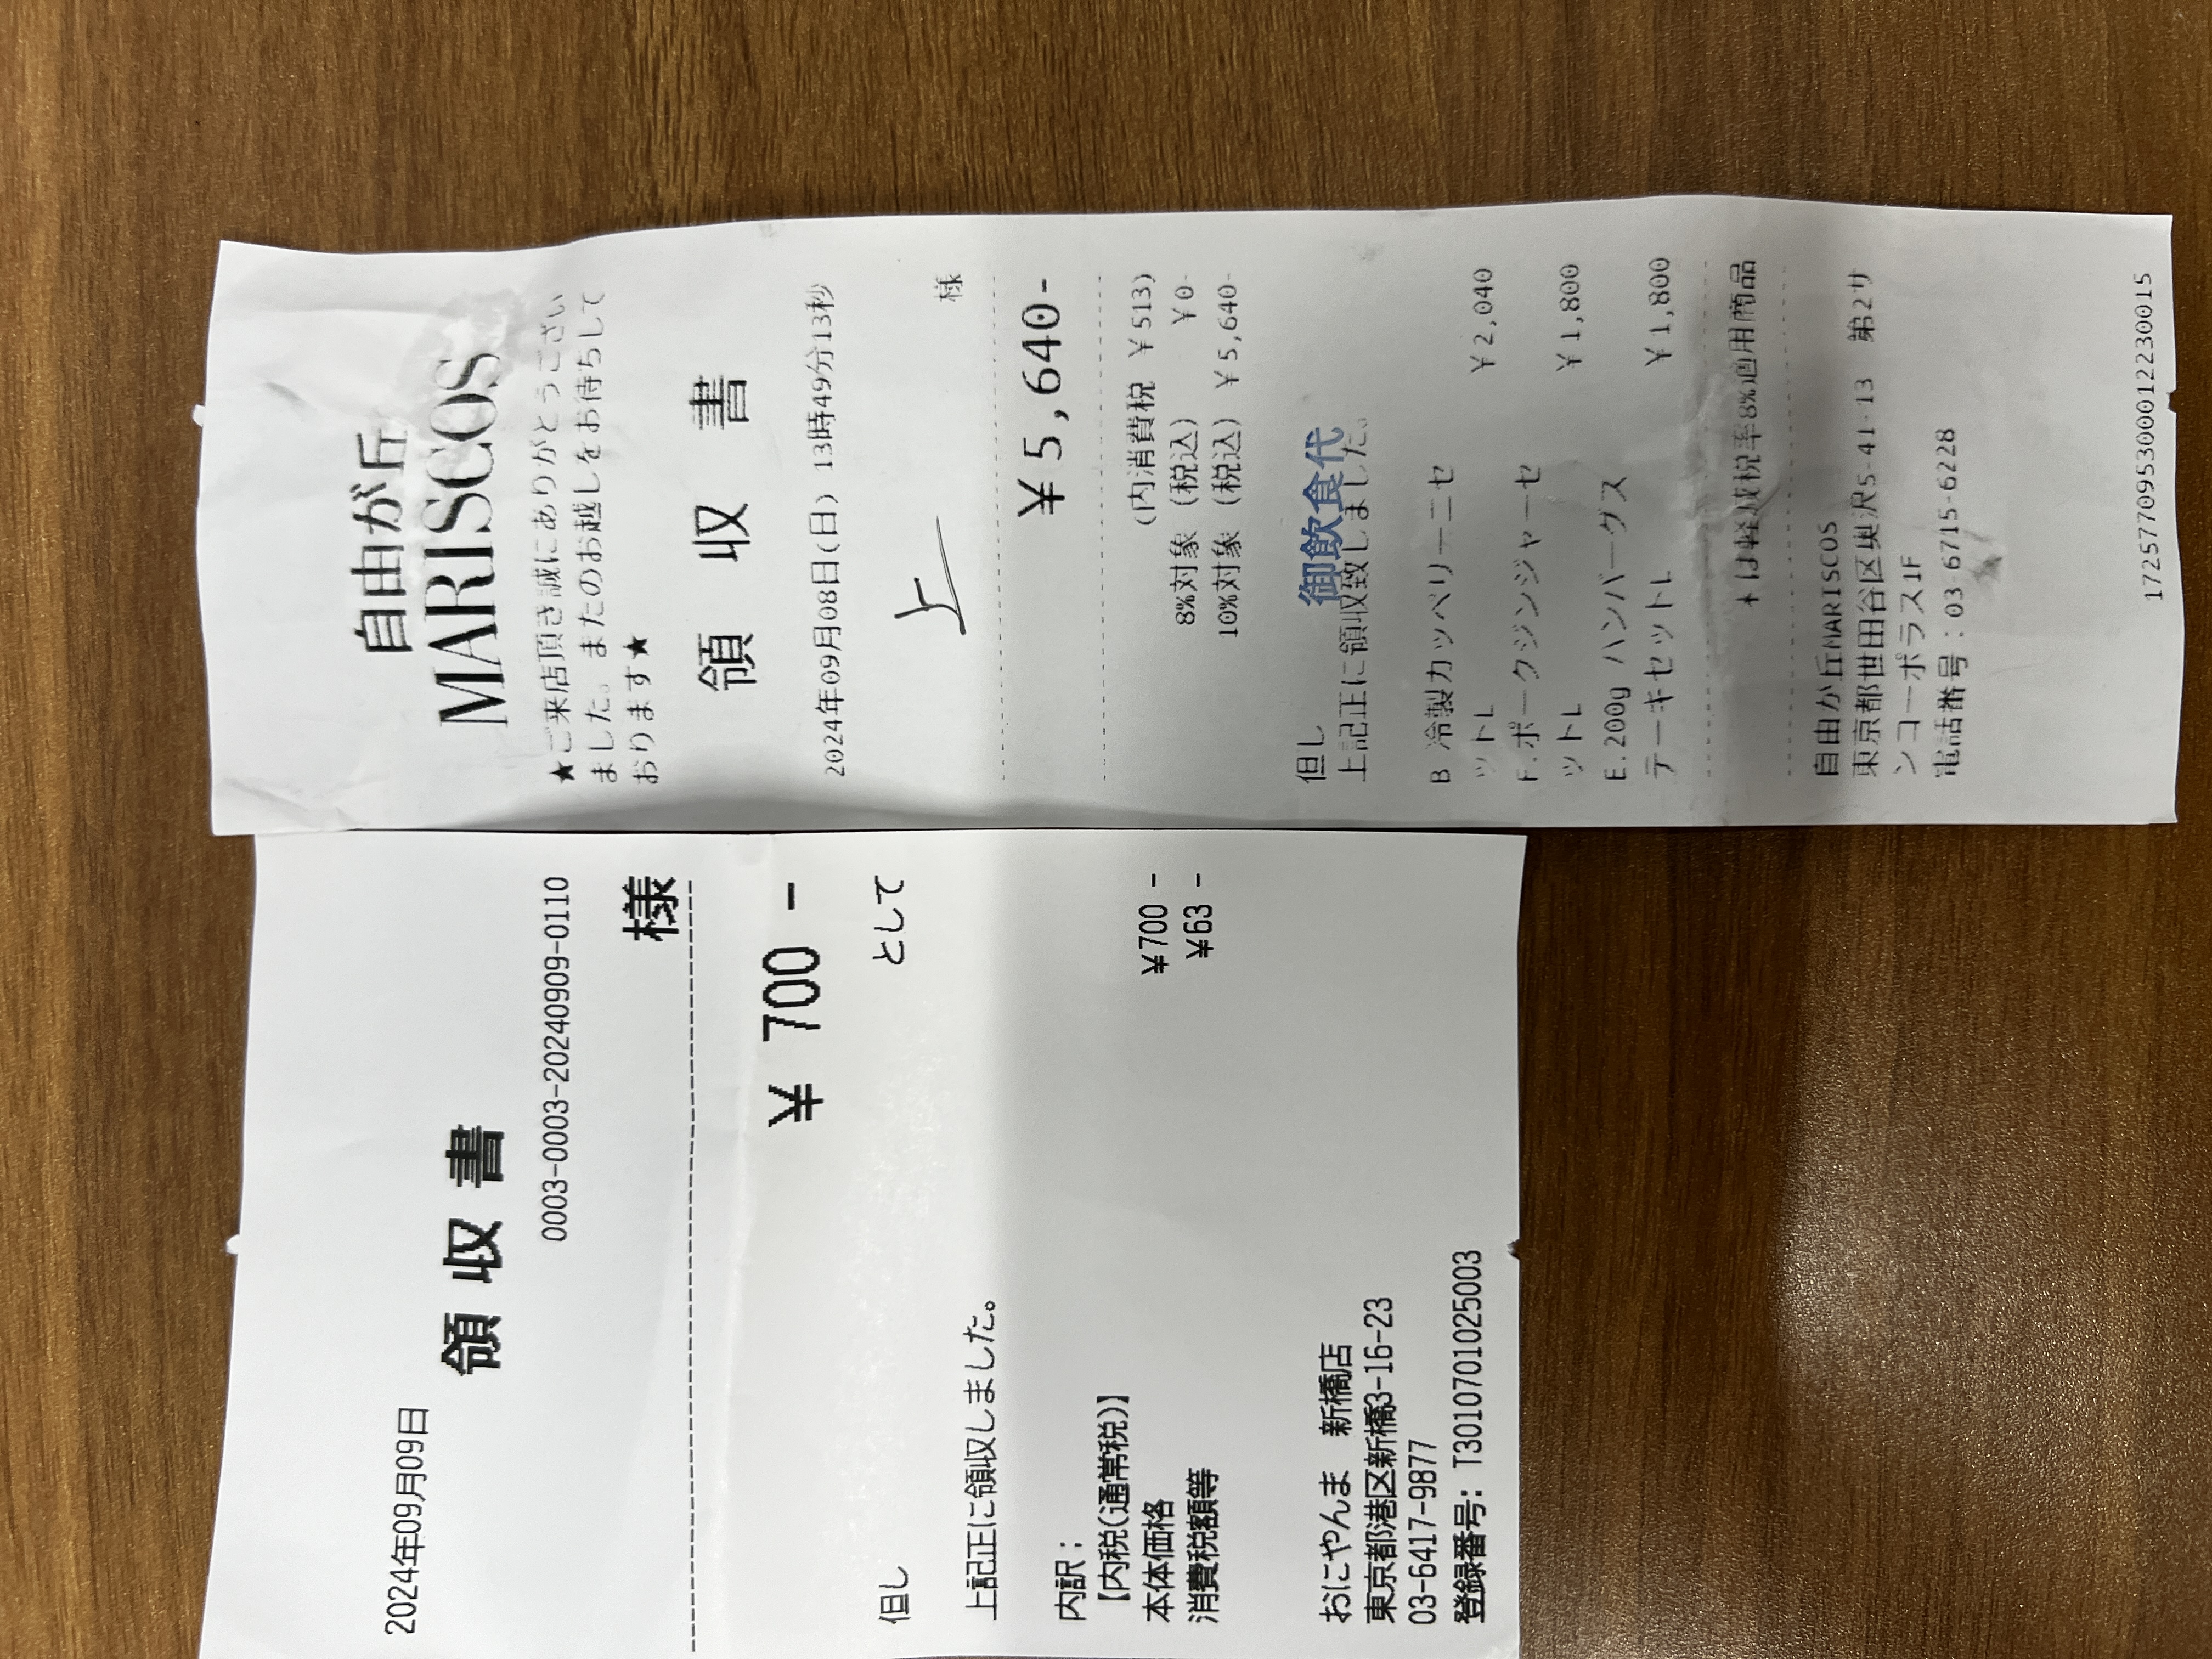 2024年09月09日
領収書
0003-0003-20240909-0110
様
¥ 700 -
但し として
上記正に領収しました。
内訳:
【内税(通常税)】
本体価格 ¥700 -
消費税額等 ¥63 -
おにやんま 新橋店
東京都港区新橋3-16-23
03-6417-9877
登録番号: T3010701025003
自由が丘
MARISCOS
★ご来店頂き誠にありがとうござい
ました。またのお越しをお待ちして
おります★
領 収 書
2024年09月08日(日) 13時49分13秒
上 様
¥5,640-
(内消費税 ¥513)
8%対象 (税込) ¥0-
10%対象 (税込) ¥5,640-
但し 御飲食代
上記正に領収致しました。
B 冷製カッペリーニセ
ットL ¥2,040
F.ポークジンジャーセ
ットL ¥1,800
E.200g ハンバーグス
テーキセットL ¥1,800
*は軽減税率8%適用商品
自由が丘MARISCOS
東京都世田谷区奥沢5-41-13 第2サ
ンコーポラス1F
電話番号:03-6715-6228
172577095300012230015